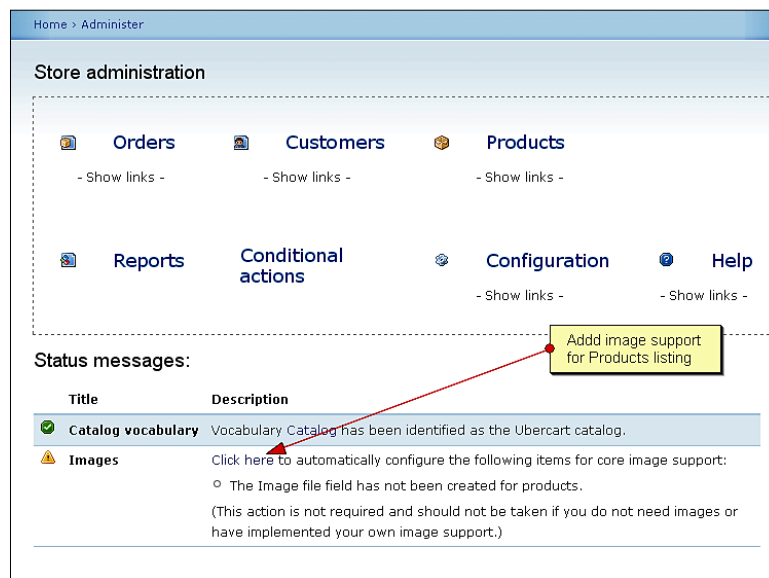 Home > Administer
Store administration
Orders
Customers
Products
- Show links -
- Show links -
- Show links -
Reports
Conditional
actions
Configuration
Help
- Show links -
- Show links -
Addd image support
for Products listing
Status messages:
Title Description
Catalog vocabulary Vocabulary Catalog has been identified as the Ubercart catalog.
Images Click here to automatically configure the following items for core image support:
The Image file field has not been created for products.
(This action is not required and should not be taken if you do not need images or
have implemented your own image support.)